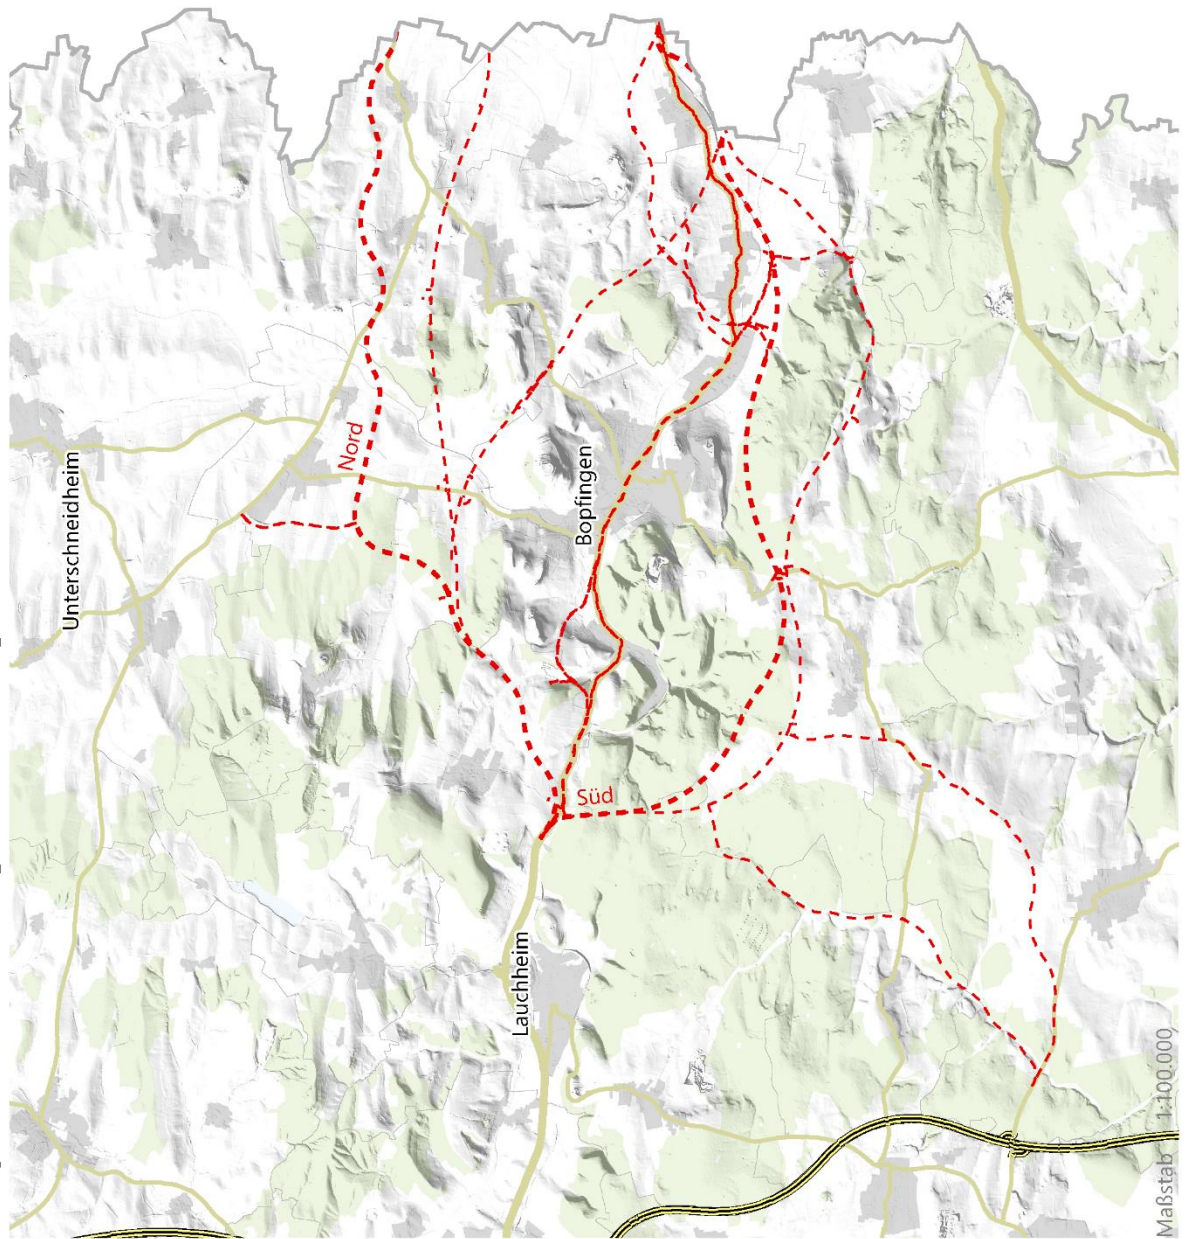 Unterschneidheim
Nord
Bopfingen
Süd
Lauchheim
Maßstab 1:100.000